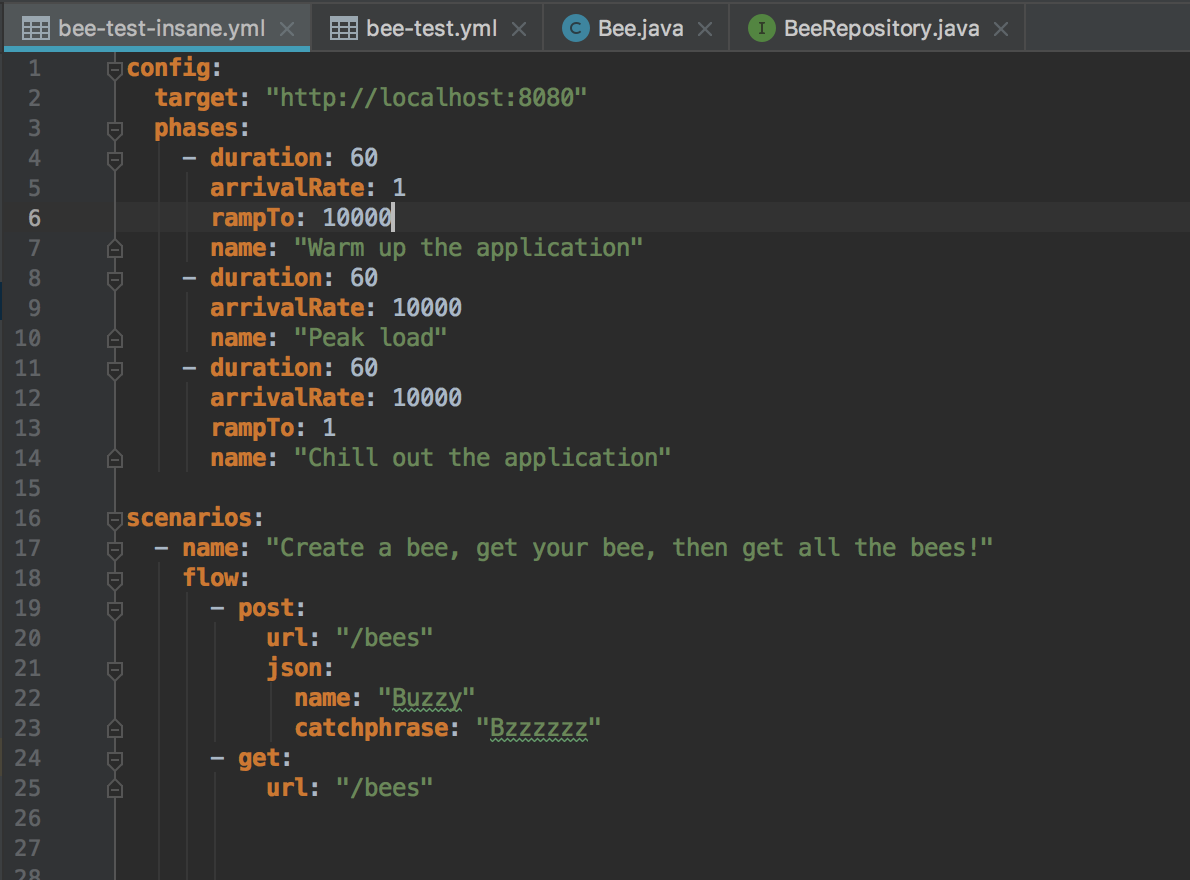 bee-test-insane.yml bee-test.yml C Bee.java I BeeRepository.java
1 config:
2   target: "http://localhost:8080"
3   phases:
4     - duration: 60
5       arrivalRate: 1
6       rampTo: 10000
7       name: "Warm up the application"
8     - duration: 60
9       arrivalRate: 10000
10       name: "Peak load"
11     - duration: 60
12       arrivalRate: 10000
13       rampTo: 1
14       name: "Chill out the application"
15
16 scenarios:
17   - name: "Create a bee, get your bee, then get all the bees!"
18     flow:
19       - post:
20           url: "/bees"
21           json:
22             name: "Buzzy"
23             catchphrase: "Bzzzzzz"
24       - get:
25           url: "/bees"
26
27
28